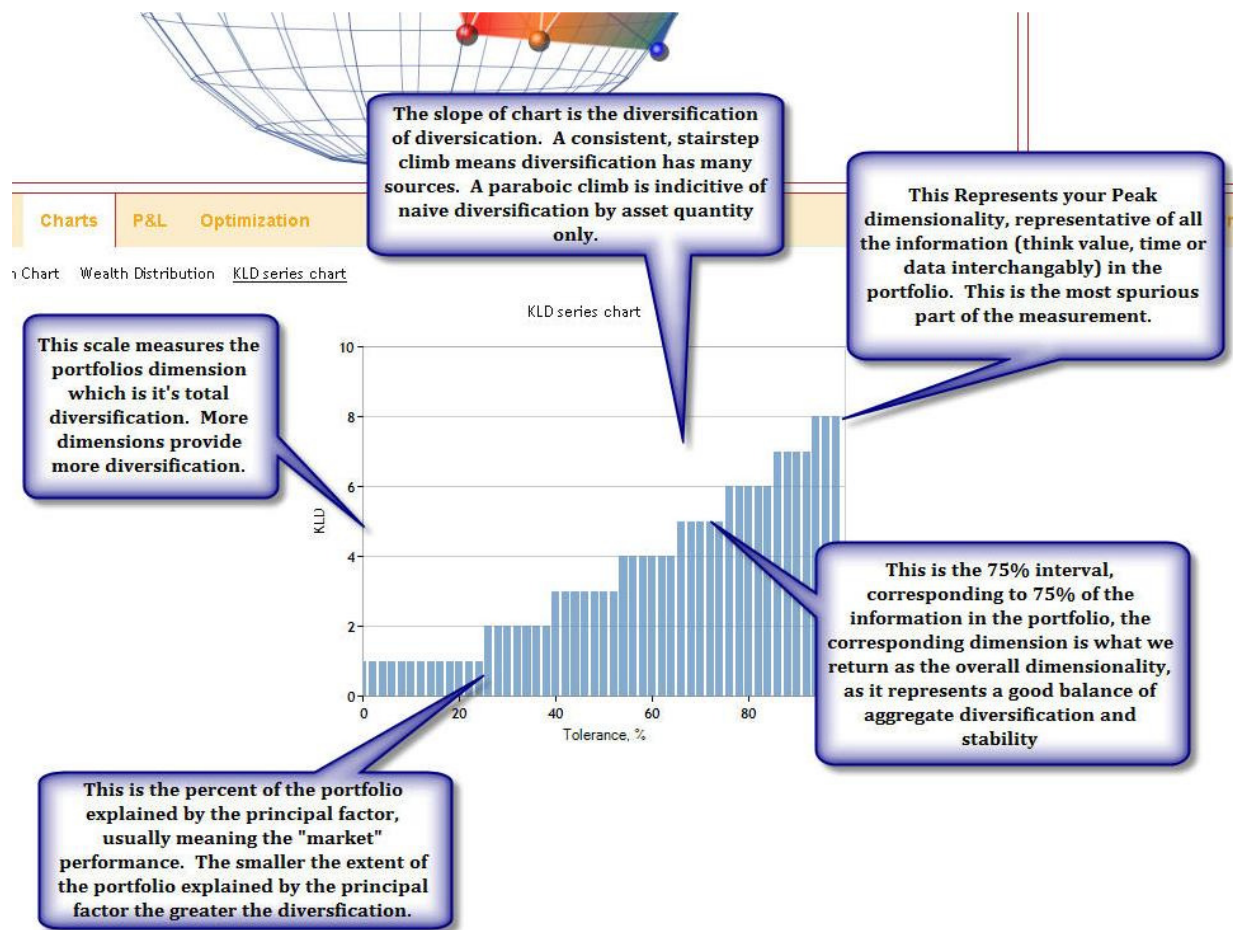 The slope of chart is the diversification
of diversication. A consistent, stairstep
climb means diversification has many
sources. A paraboic climb is indicitive of
naive diversification by asset quantity
only.
This Represents your Peak
dimensionality, representative of all
the information (think value, time or
data interchangably) in the
portfolio. This is the most spurious
part of the measurement.
Charts P&L Optimization
Chart Wealth Distribution KLD series chart
KLD series chart
This scale measures the
portfolios dimension
which is it's total
diversification. More
dimensions provide
more diversification.
10
8
6
4
2
0
KLD
0 20 40 60 80
Tolerance, %
This is the 75% interval,
corresponding to 75% of the
information in the portfolio, the
corresponding dimension is what we
return as the overall dimensionality,
as it represents a good balance of
aggregate diversification and
stability
This is the percent of the portfolio
explained by the principal factor,
usually meaning the "market"
performance. The smaller the extent of
the portfolio explained by the principal
factor the greater the diversfication.